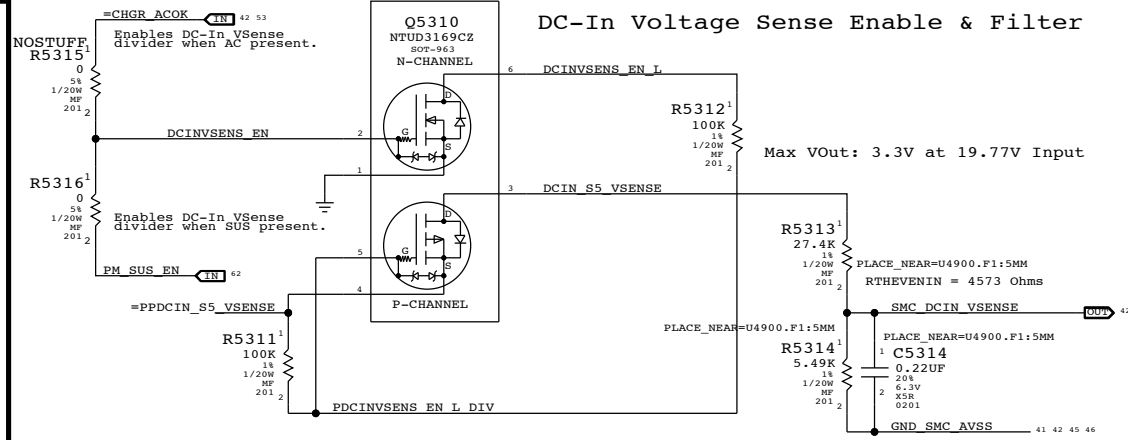 DC-In Voltage Sense Enable & Filter
=CHGR_ACOK
IN
42 53
Enables DC-In VSense
divider when AC present.
NOSTUFF
R5315
1
0
5%
1/20W
MF
201
2
DCINVSENS_EN
R5316
1
0
5%
1/20W
MF
201
2
Enables DC-In VSense
divider when SUS present.
PM_SUS_EN
IN
62
Q5310
NTUD3169CZ
SOT-963
N-CHANNEL
D
G
S
6
2
1
DCINVSENS_EN_L
R5312
1
100K
1%
1/20W
MF
201
2
Max VOut: 3.3V at 19.77V Input
3
DCIN_S5_VSENSE
D
G
S
5
4
P-CHANNEL
=PPDCIN_S5_VSENSE
R5311
1
100K
1%
1/20W
MF
201
2
PDCINVSENS_EN_L_DIV
R5313
1
27.4K
1%
1/20W
MF
201
2
PLACE_NEAR=U4900.F1:5MM
RTHEVENIN = 4573 Ohms
SMC_DCIN_VSENSE
OUT
42
PLACE_NEAR=U4900.F1:5MM
R5314
1
5.49K
1%
1/20W
MF
201
2
PLACE_NEAR=U4900.F1:5MM
C5314
1
0.22UF
20%
6.3V
X5R
0201
2
GND_SMC_AVSS
41 42 45 46